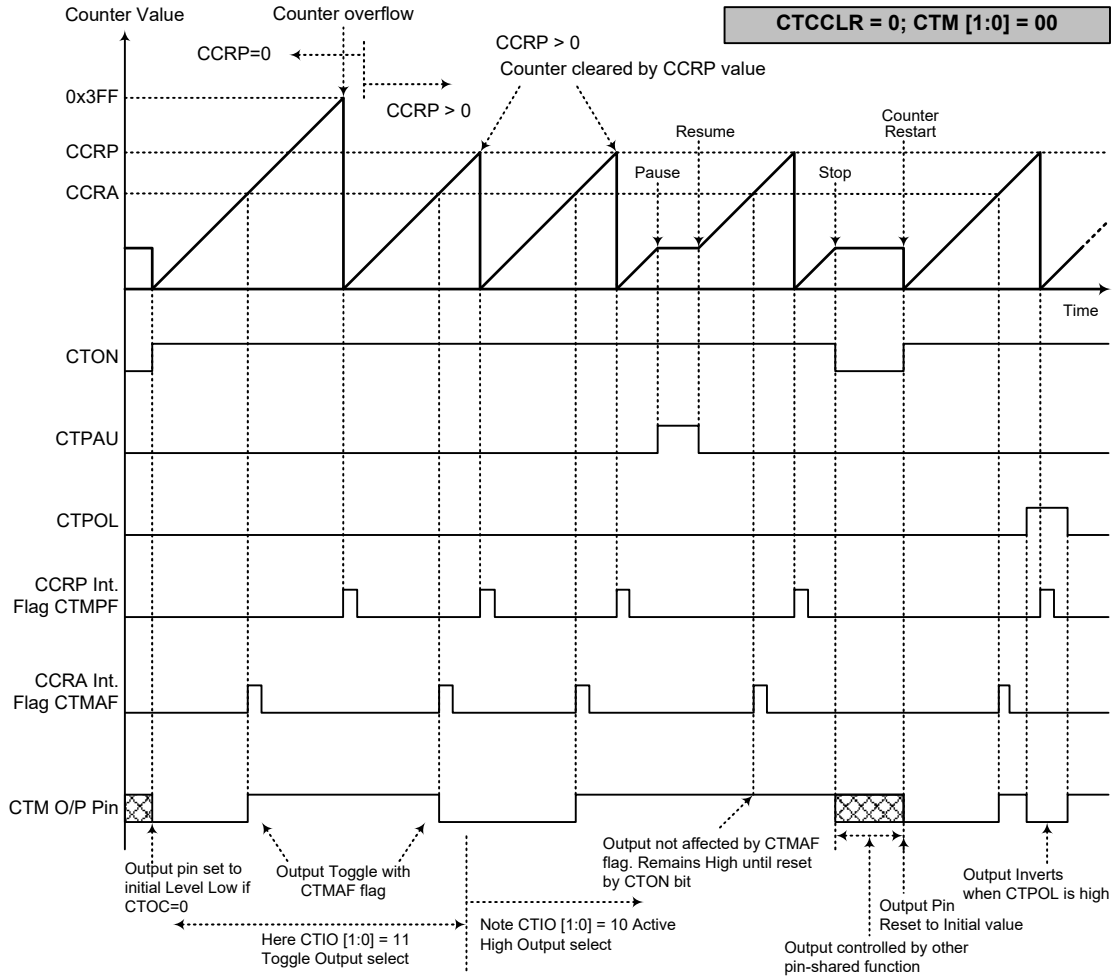 Counter Value
Counter overflow
CTCCLR = 0; CTM [1:0] = 00
CCRP=0
CCRP > 0
CCRP > 0
Counter cleared by CCRP value
0x3FF
CCRP
CCRA
Pause
Resume
Stop
Counter
Restart
Time
CTON
CTPAU
CTPOL
CCRP Int.
Flag CTMPF
CCRA Int.
Flag CTMAF
CTM O/P Pin
Output pin set to
initial Level Low if
CTOC=0
Output Toggle with
CTMAF flag
Here CTIO [1:0] = 11
Toggle Output select
Note CTIO [1:0] = 10 Active
High Output select
Output not affected by CTMAF
flag. Remains High until reset
by CTON bit
Output controlled by other
pin-shared function
Output Pin
Reset to Initial value
Output Inverts
when CTPOL is high